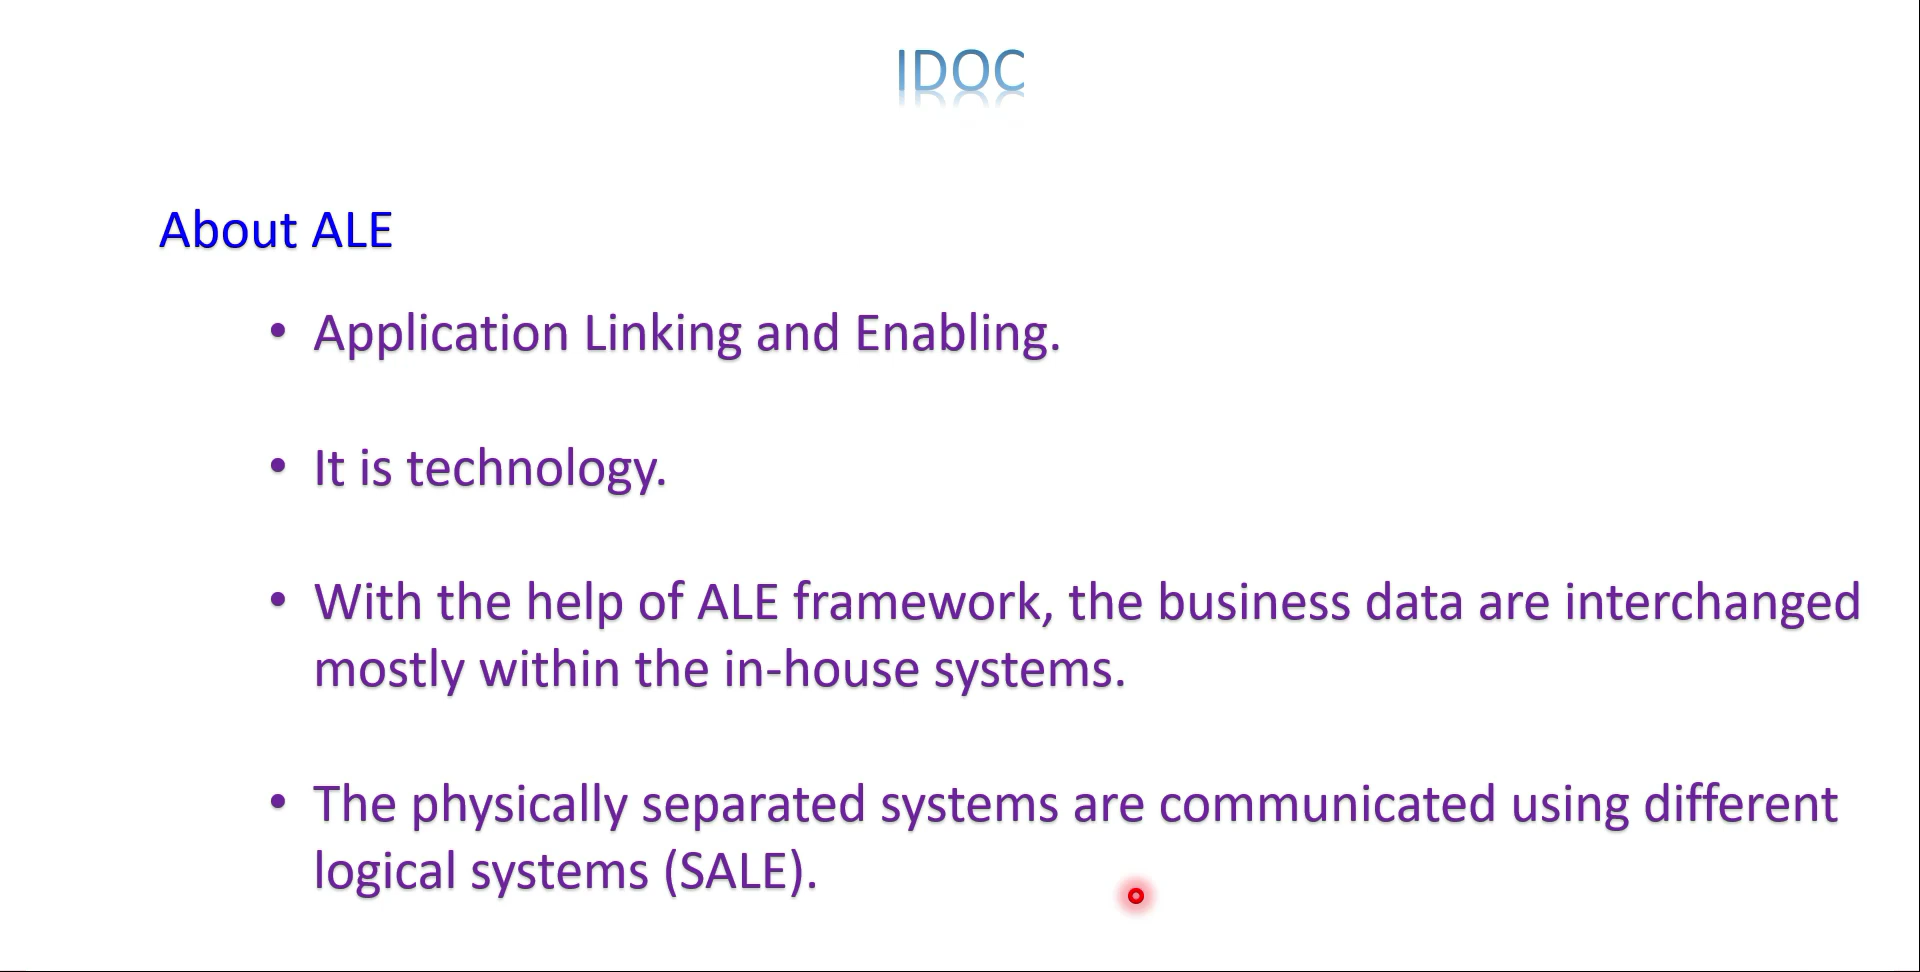 IDOC
About ALE
• Application Linking and Enabling.
• It is technology.
• With the help of ALE framework, the business data are interchanged
mostly within the in-house systems.
• The physically separated systems are communicated using different
logical systems (SALE).